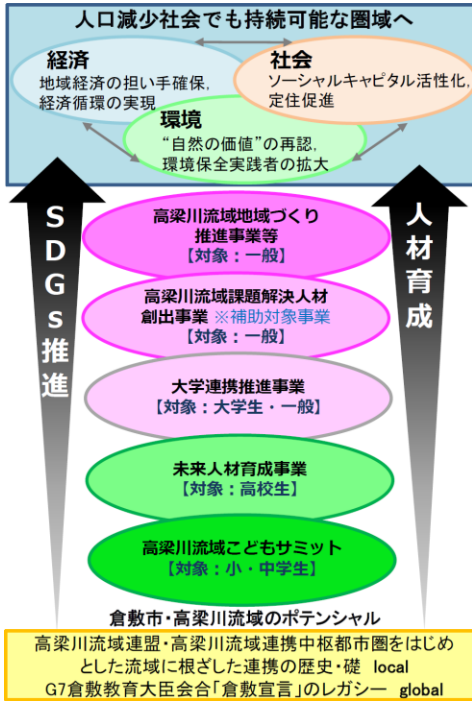 人口減少社会でも持続可能な圏域へ
経済
地域経済の担い手確保,
経済循環の実現
社会
ソーシャルキャピタル活性化,
定住促進
環境
“自然の価値”の再認,
環境保全実践者の拡大
SDGs推進
人材育成
高梁川流域地域づくり
推進事業等
【対象：一般】
高梁川流域課題解決人材
創出事業 ※補助対象事業
【対象：一般】
大学連携推進事業
【対象：大学生・一般】
未来人材育成事業
【対象：高校生】
高梁川流域こどもサミット
【対象：小・中学生】
倉敷市・高梁川流域のポテンシャル
高梁川流域連盟・高梁川流域連携中枢都市圏をはじめ
とした流域に根ざした連携の歴史・礎 local
G7倉敷教育大臣会合「倉敷宣言」のレガシー global